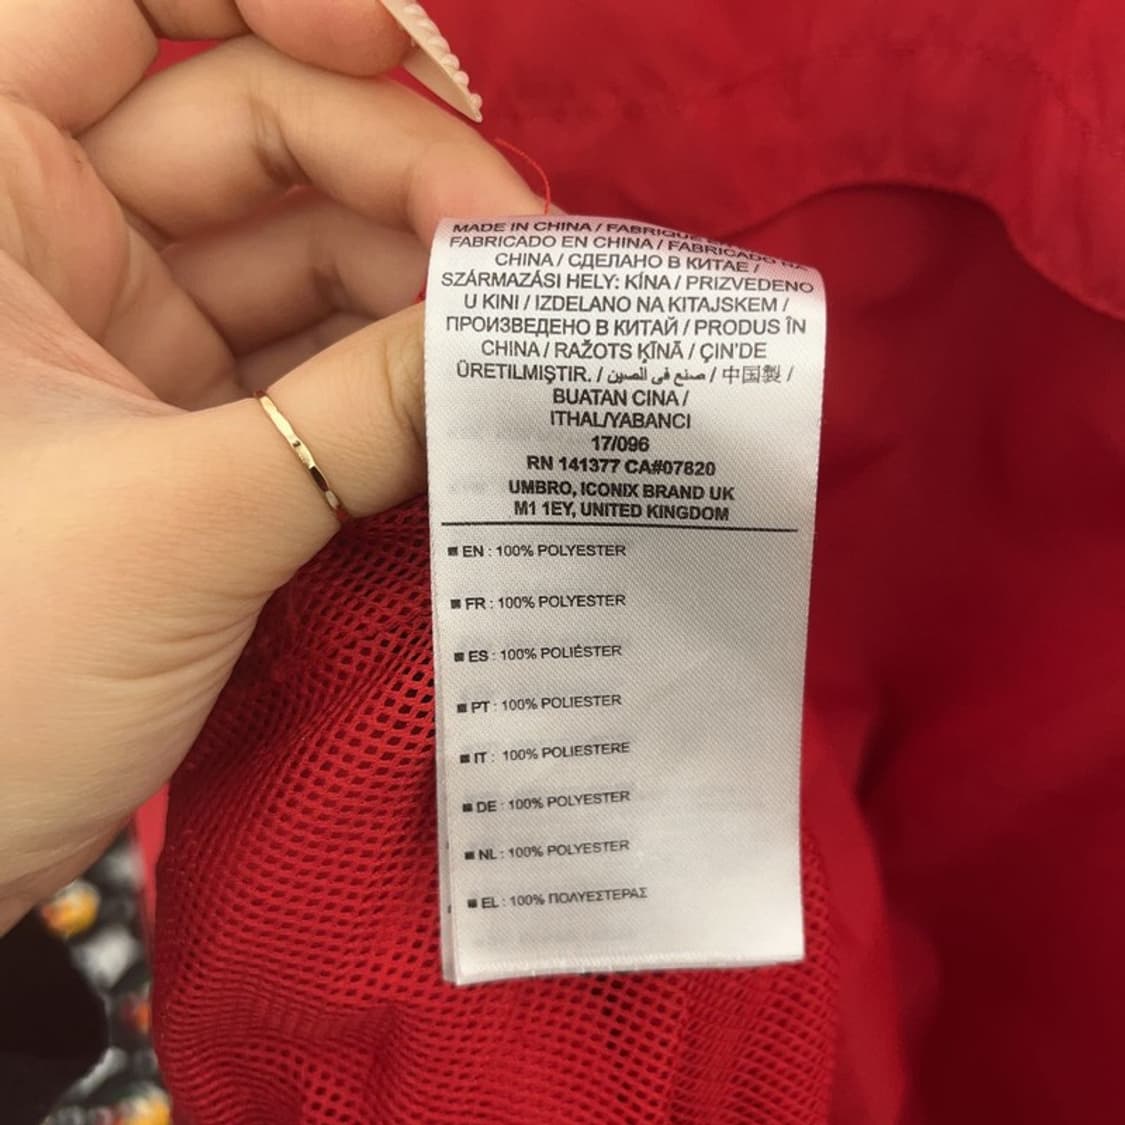 MADE IN CHINA / FABRIQUÉ
FABRICADO EN CHINA / FABRICADO NA
CHINA / СДЕЛАНО В КИТАЕ /
SZÁRMAZÁSI HELY: KÍNA / PRIZVEDENO
U KINI / IZDELANO NA KITAJSKEM /
ПРОИЗВЕДЕНО В КИТАЙ / PRODUS ÎN
CHINA / RAŽOTS ĶĪNĀ / ÇIN'DE
ÜRETILMIŞTIR. / صنع في الصين / 中国製 /
BUATAN CINA /
ITHAL/YABANCI
17/096
RN 141377 CA#07820
UMBRO, ICONIX BRAND UK
M1 1EY, UNITED KINGDOM
EN : 100% POLYESTER
FR : 100% POLYESTER
ES : 100% POLIÉSTER
PT : 100% POLIESTER
IT : 100% POLIESTERE
DE : 100% POLYESTER
NL : 100% POLYESTER
EL : 100% ΠΟΛΥΕΣΤΕΡΑΣ